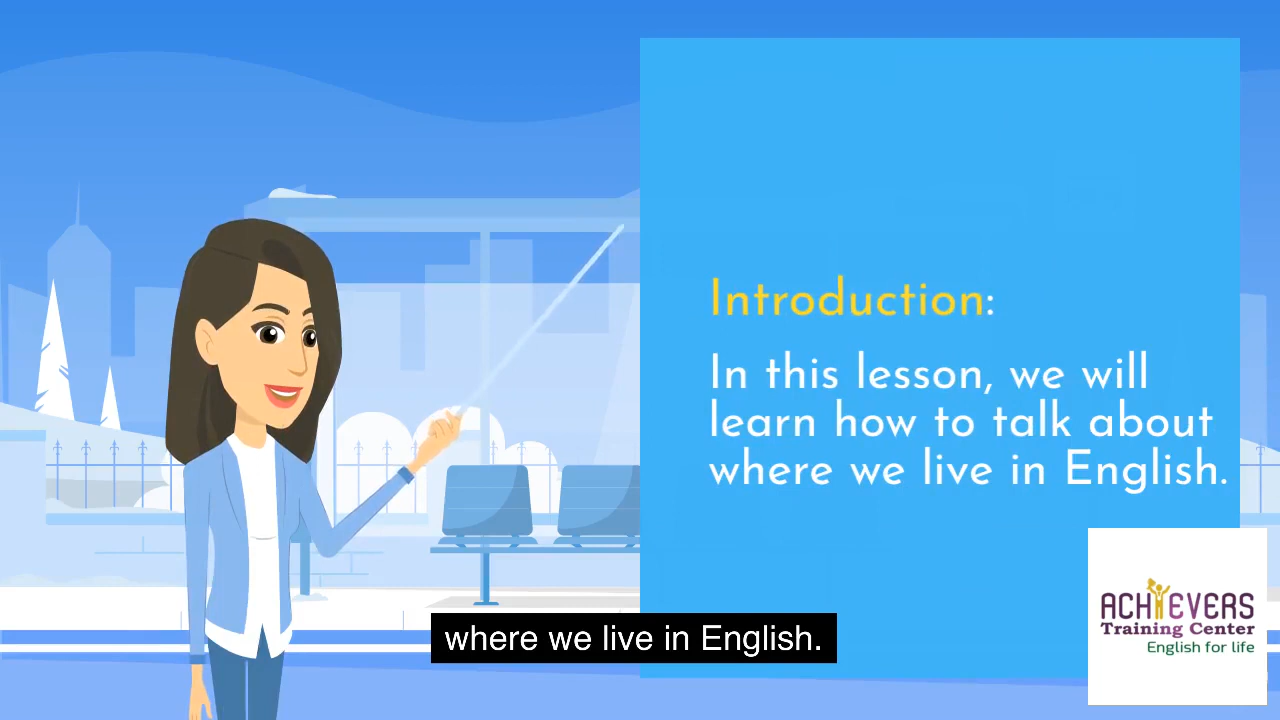 Introduction:
In this lesson, we will
learn how to talk about
where we live in English.
ACHIEVERS
Training Center
English for life
where we live in English.